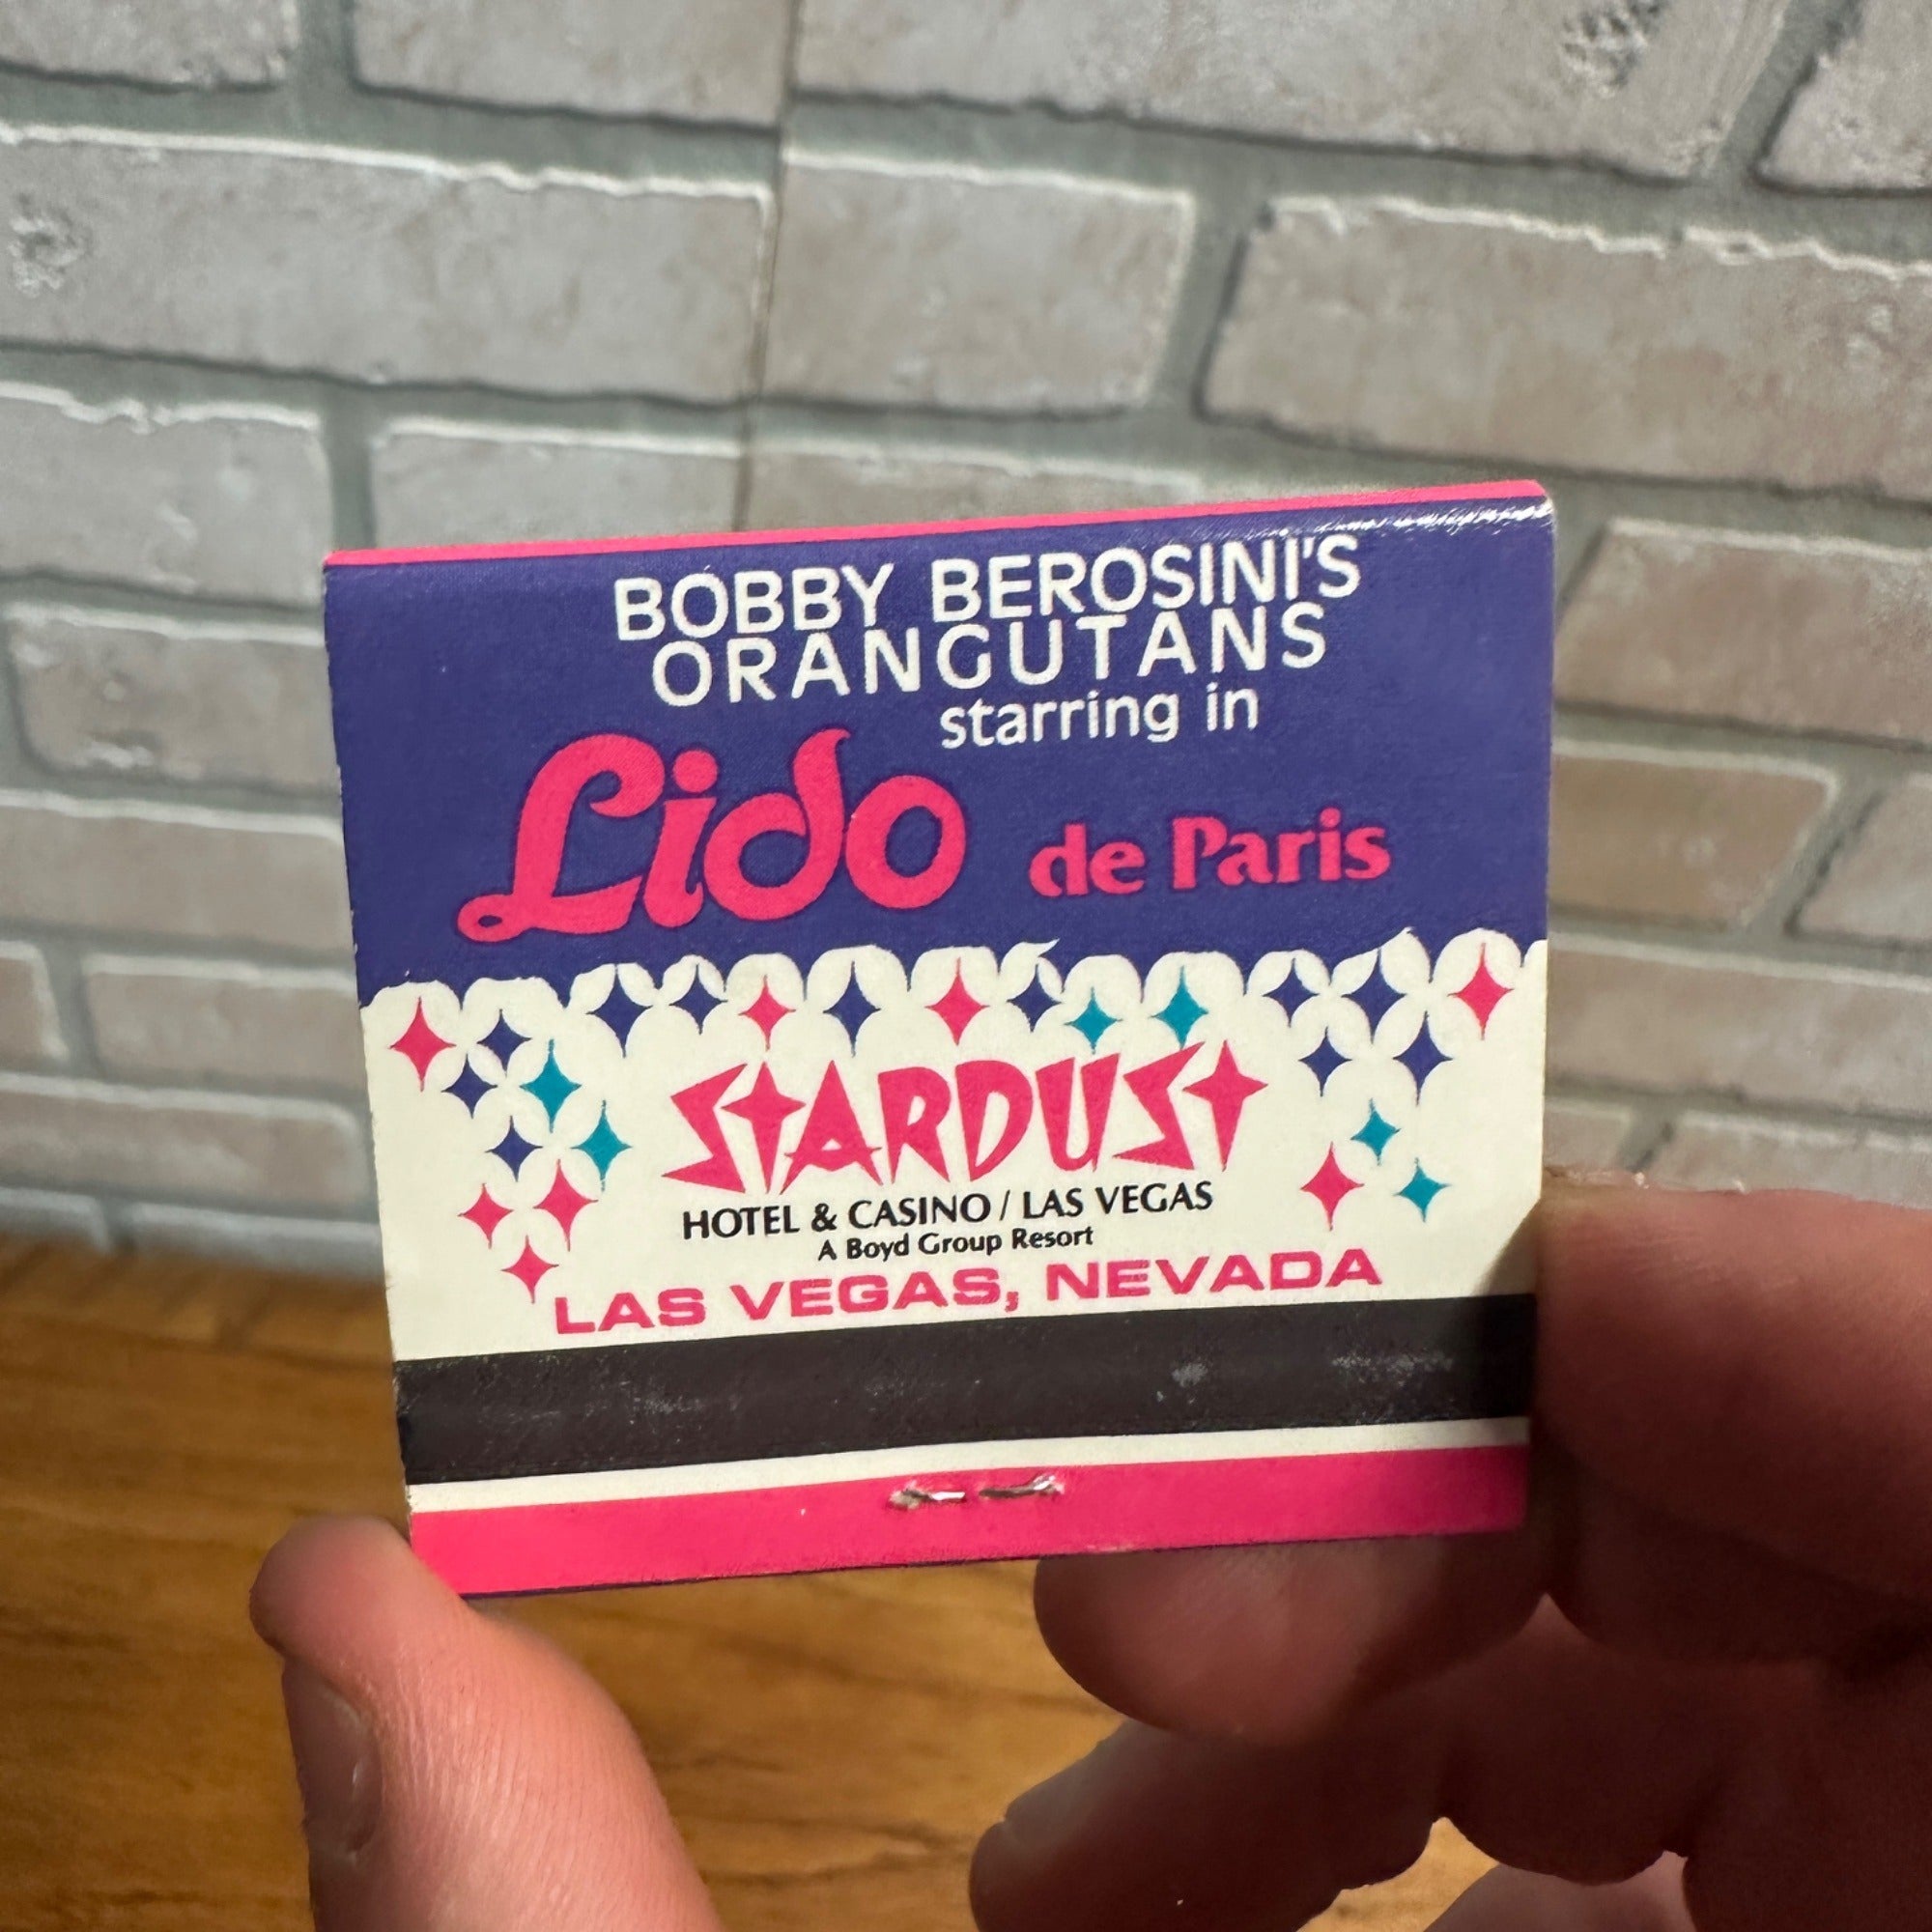 BOBBY BEROSINI'S
ORANGUTANS
starring in
Lido de Paris
STARDUST
HOTEL & CASINO / LAS VEGAS
A Boyd Group Resort
LAS VEGAS, NEVADA